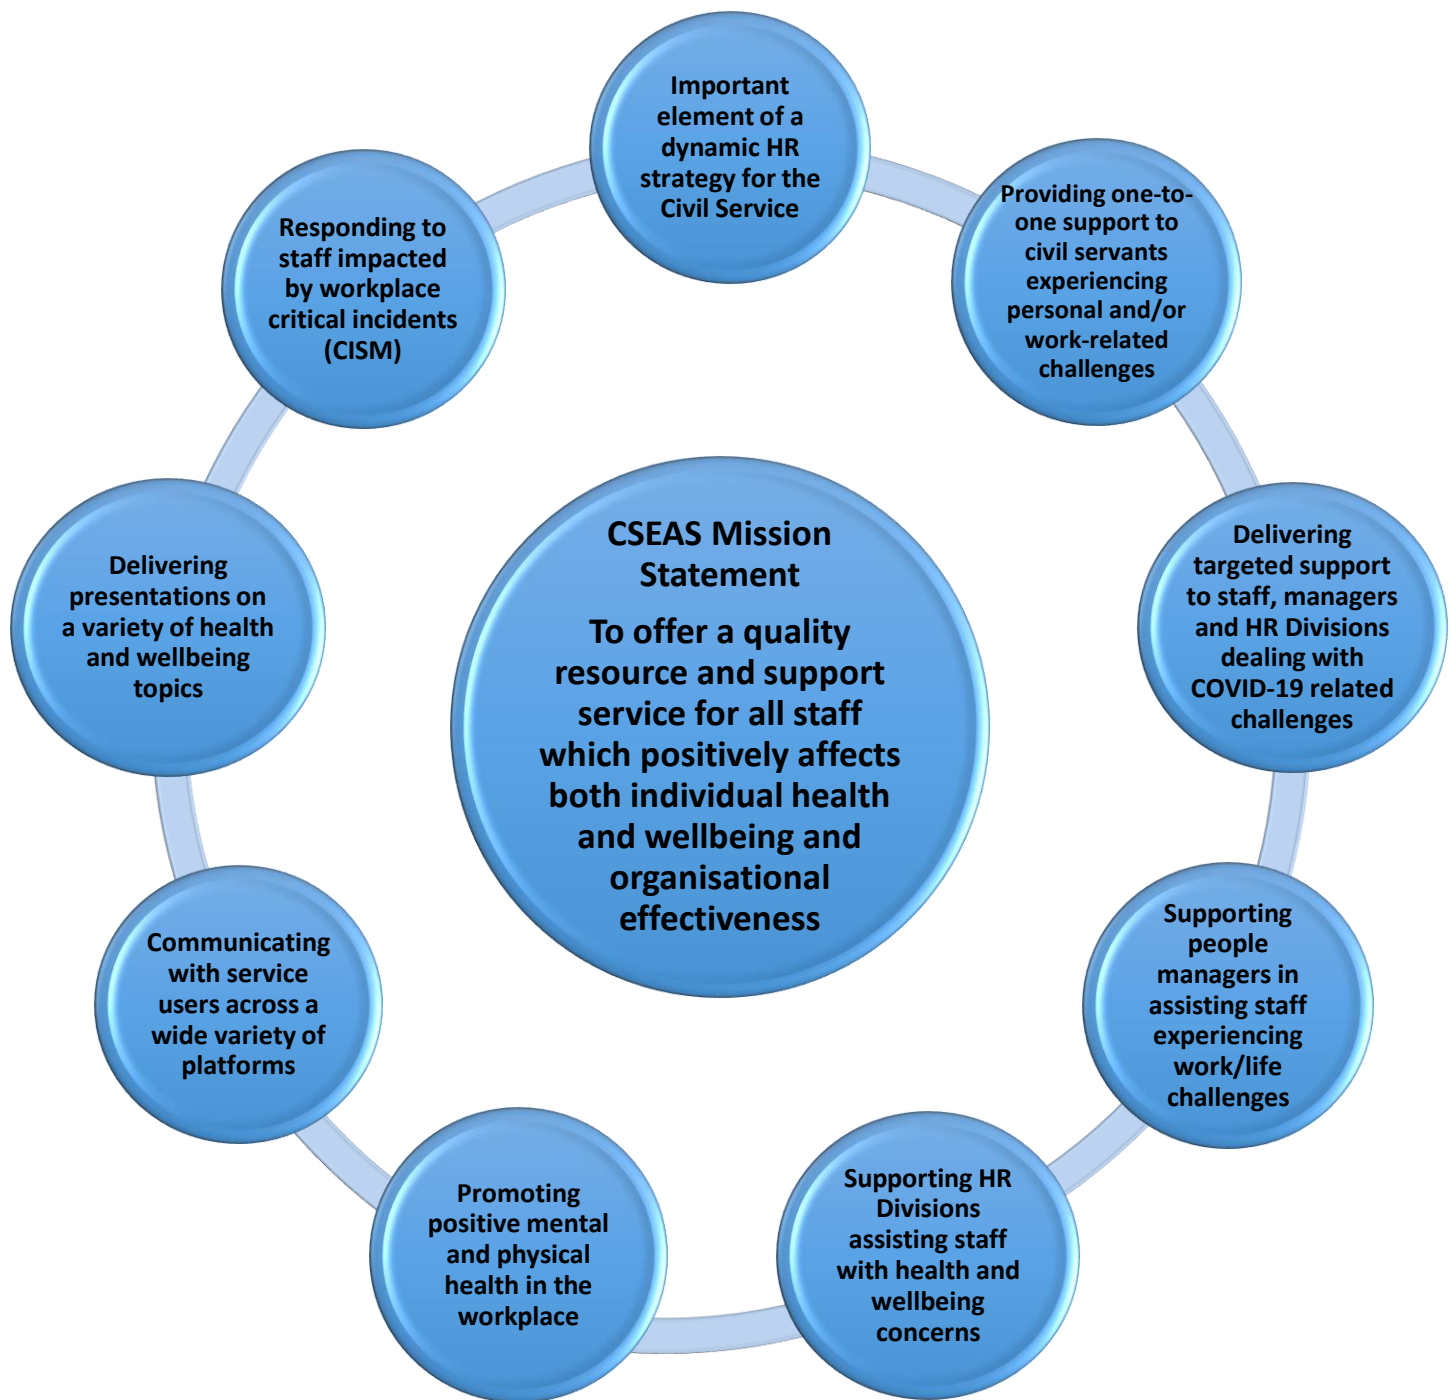 Important
element of a
dynamic HR
strategy for the
Civil Service
Providing one-to-
one support to
civil servants
experiencing
personal and/or
work-related
challenges
Delivering
targeted support
to staff, managers
and HR Divisions
dealing with
COVID-19 related
challenges
Supporting
people
managers in
assisting staff
experiencing
work/life
challenges
Supporting HR
Divisions
assisting staff
with health and
wellbeing
concerns
Promoting
positive mental
and physical
health in the
workplace
Communicating
with service
users across a
wide variety of
platforms
Delivering
presentations on
a variety of health
and wellbeing
topics
Responding to
staff impacted
by workplace
critical incidents
(CISM)
CSEAS Mission
Statement
To offer a quality
resource and support
service for all staff
which positively affects
both individual health
and wellbeing and
organisational
effectiveness